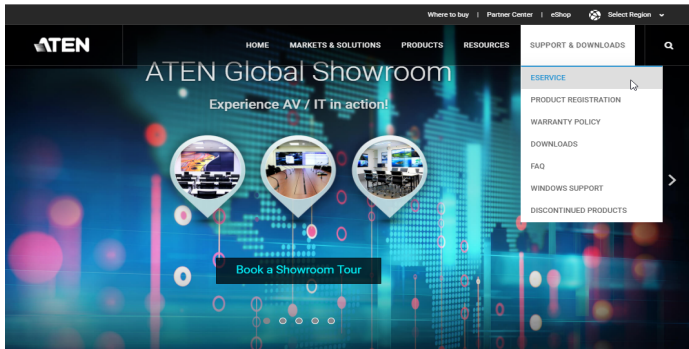 Where to buy | Partner Center | eShop Select Region
ATEN HOME MARKETS & SOLUTIONS PRODUCTS RESOURCES SUPPORT & DOWNLOADS
ATEN Global Showroom
Experience AV / IT in action!
Book a Showroom Tour
ESERVICE
PRODUCT REGISTRATION
WARRANTY POLICY
DOWNLOADS
FAQ
WINDOWS SUPPORT
DISCONTINUED PRODUCTS